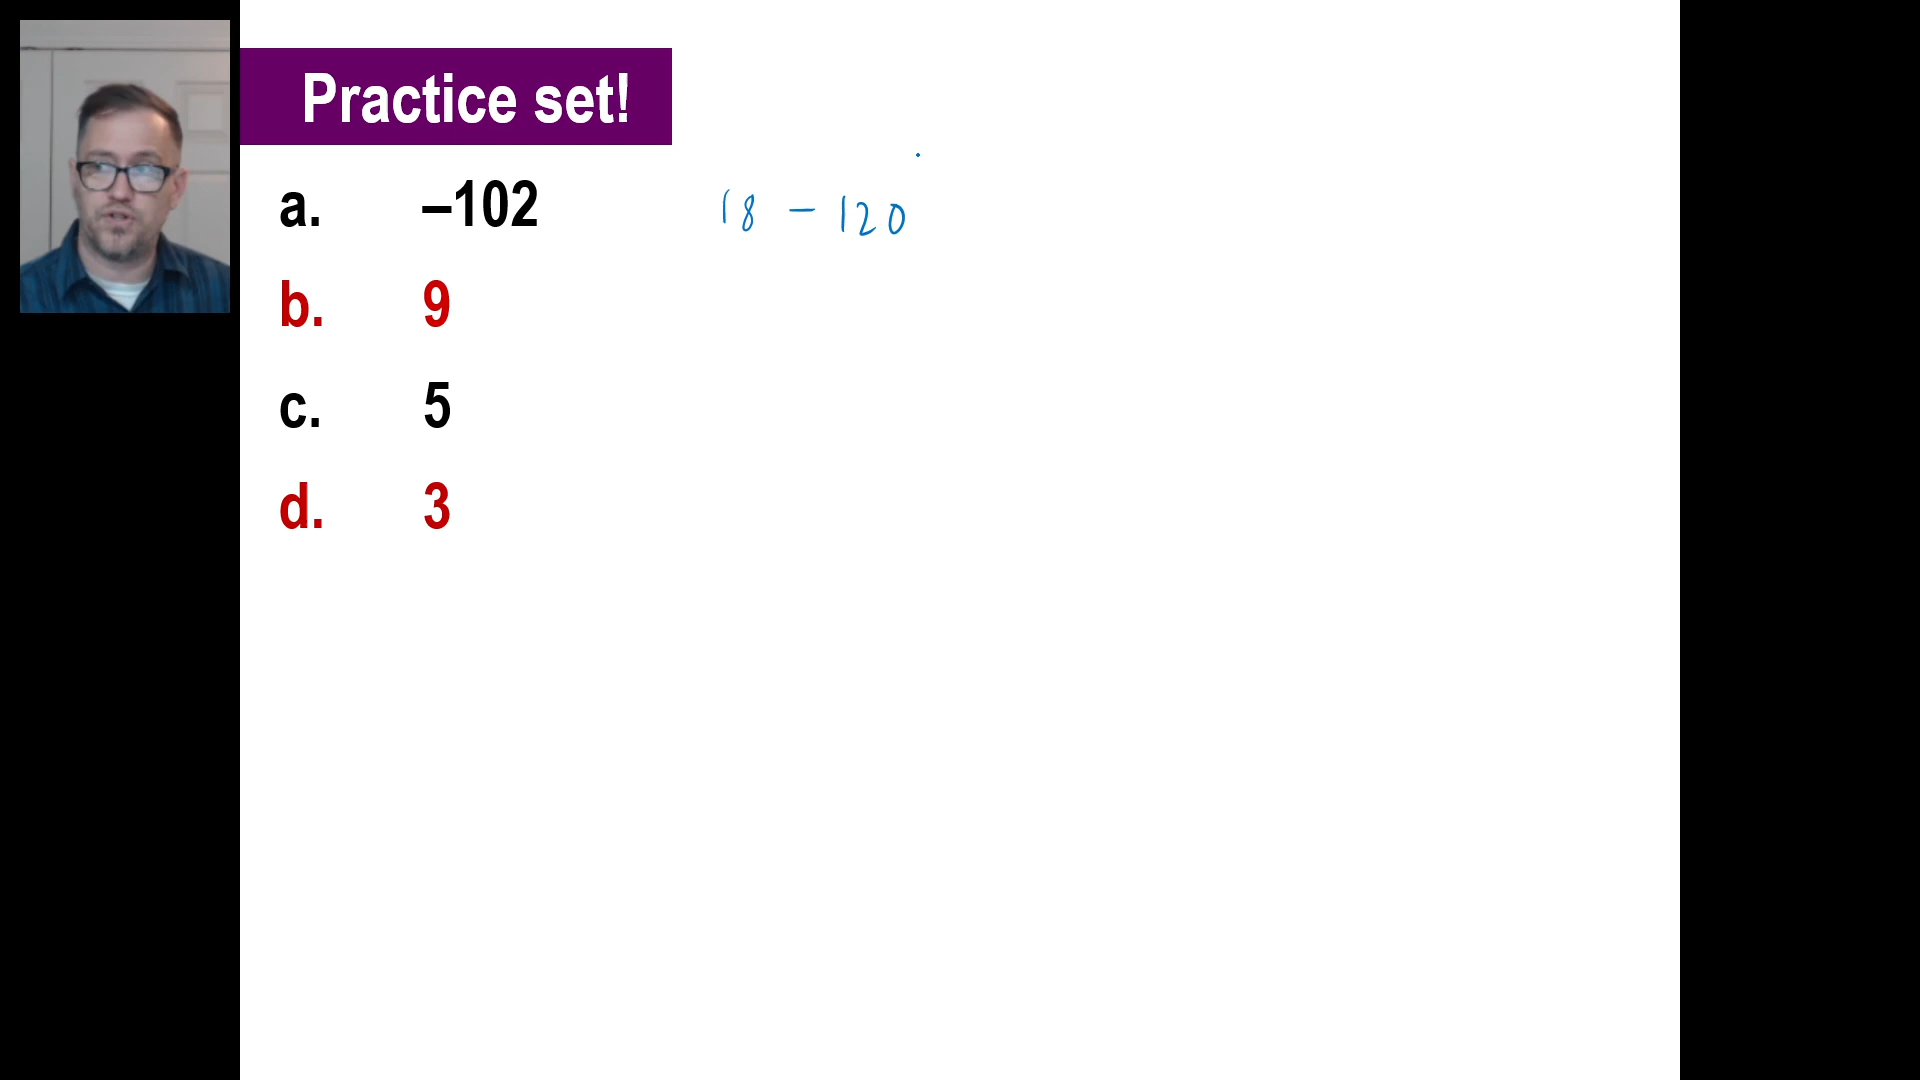 Practice set!
a. –102 18 – 120
b. 9
c. 5
d. 3